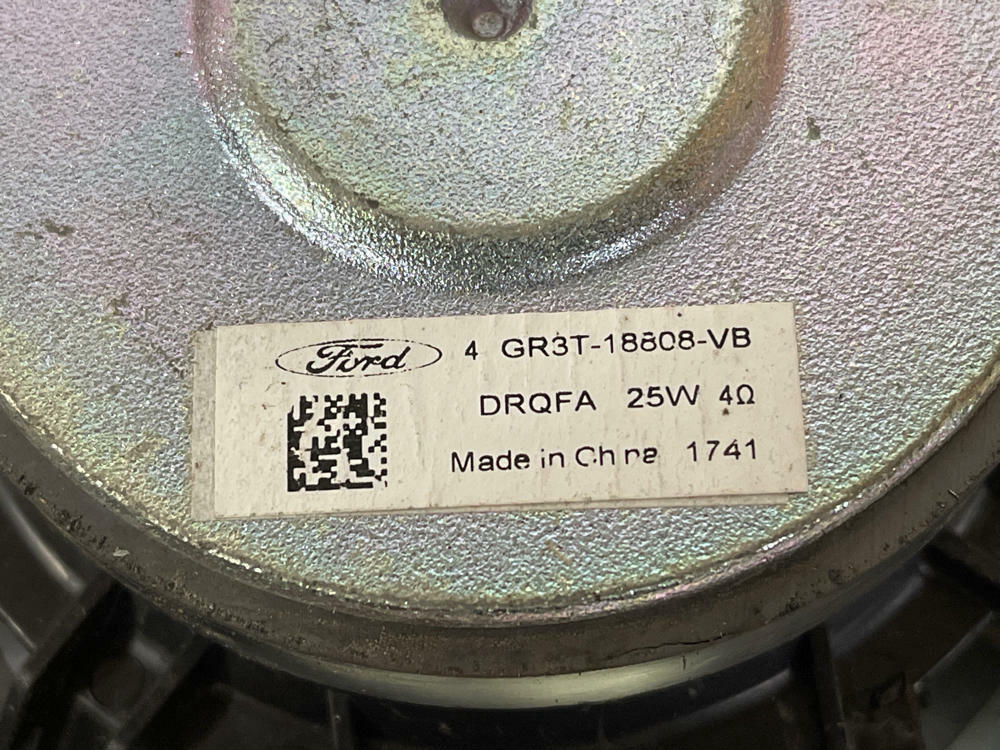 Ford 4 GR3T-18808-VB
DRQFA 25W 4Ω
Made in China 1741